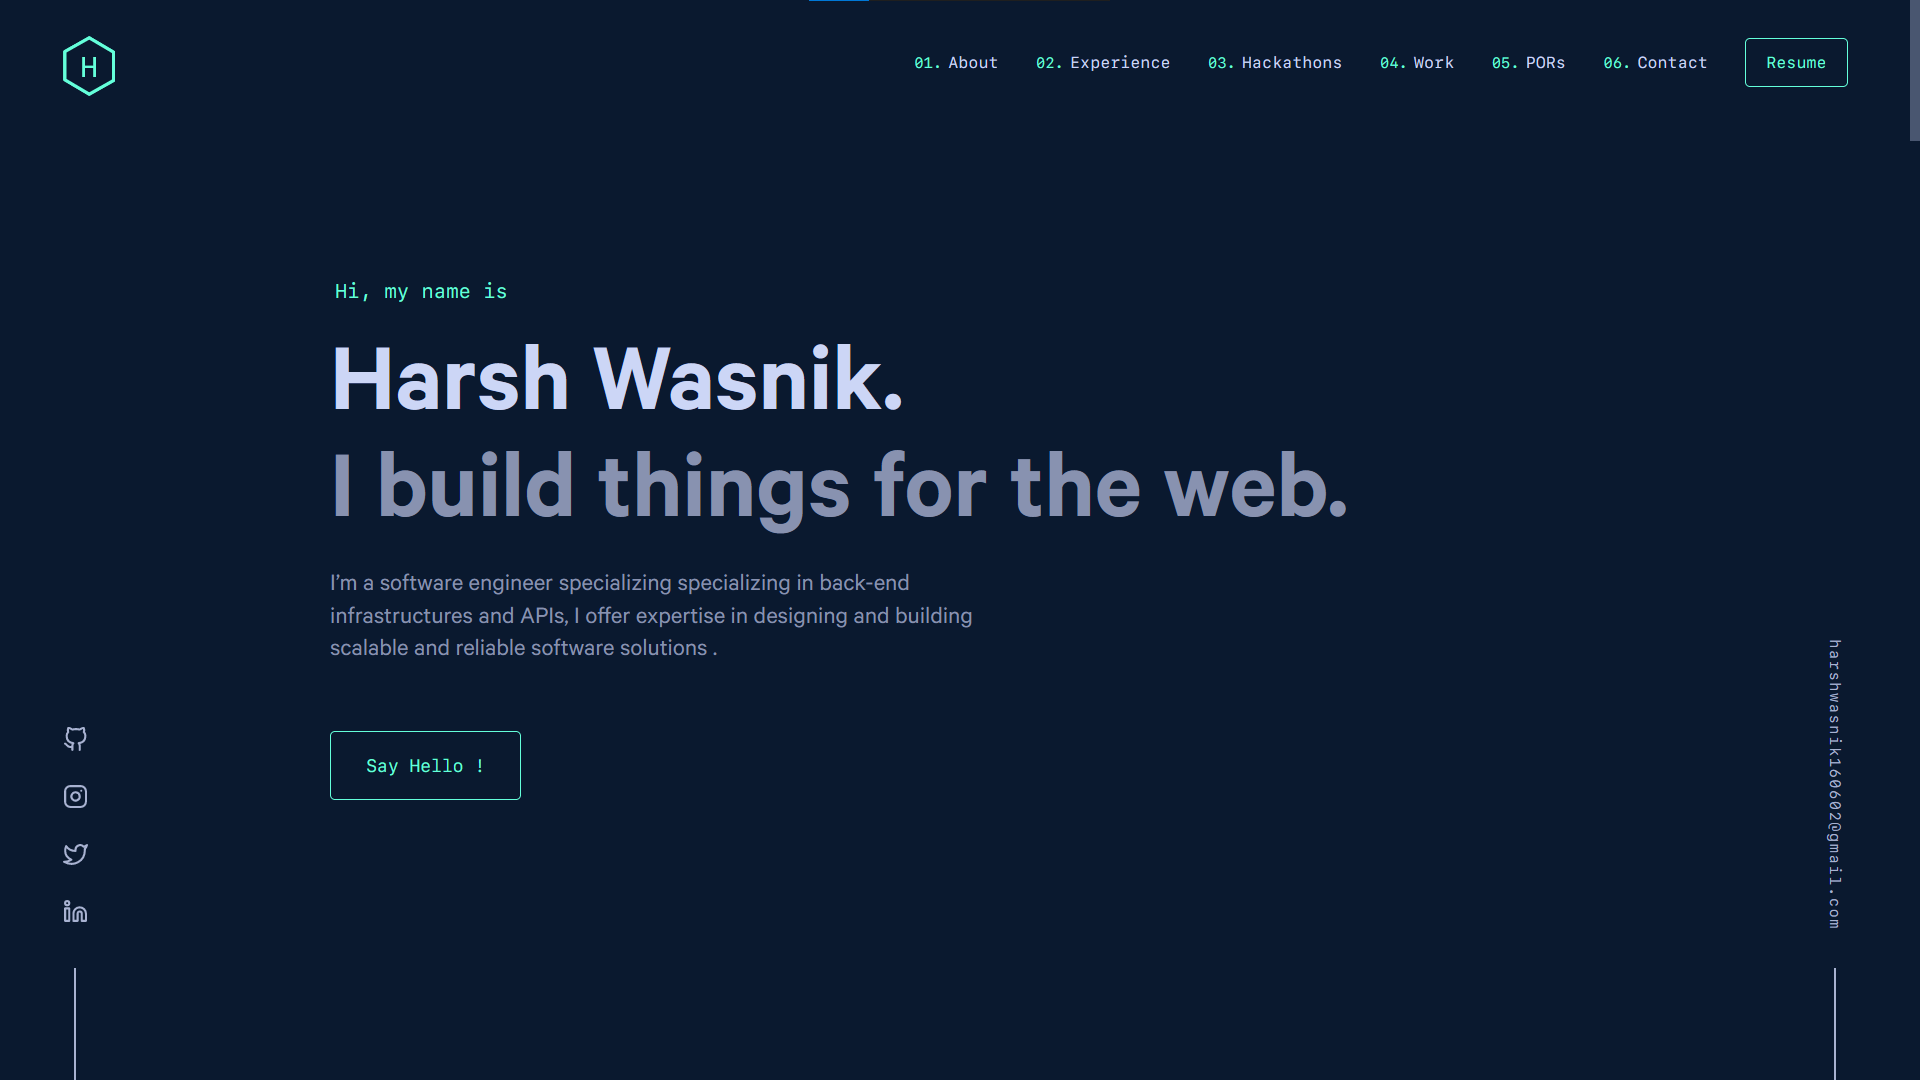 H
01. About 02. Experience 03. Hackathons 04. Work 05. PORs 06. Contact Resume
Hi, my name is
Harsh Wasnik.
I build things for the web.
I'm a software engineer specializing specializing in back-end
infrastructures and APIs, I offer expertise in designing and building
scalable and reliable software solutions .
Say Hello !
harshwasnik160602@gmail.com